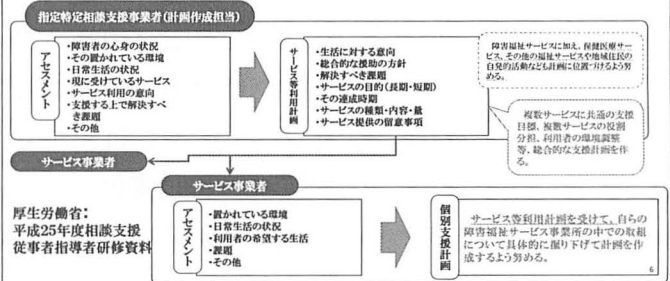 指定特定相談支援事業者(計画作成担当)
アセスメント
・障害者の心身の状況
・その置かれている環境
・日常生活の状況
・現に受けているサービス
・サービス利用の意向
・支援する上で解決すべ
き課題
・その他
サービス等利用計画
・生活に対する意向
・総合的な援助の方針
・解決すべき課題
・サービスの目的(長期・短期)
・その達成時期
・サービスの種類・内容・量
・サービス提供の留意事項
障害福祉サービスに加え、保健医療サー
ビス、その他の福祉サービスや地域住民の
自発的活動なども計画に位置づけるよう努
める。
複数サービスに共通の支援
目標、複数サービスの役割
分担、利用者の環境調整
等、総合的な支援計画を作
る。
サービス事業者
サービス事業者
厚生労働省:
平成25年度相談支援
従事者指導者研修資料
アセスメント
・置かれている環境
・日常生活の状況
・利用者の希望する生活
・課題
・その他
個別支援計画
サービス等利用計画を受けて、自らの
障害福祉サービス事業所の中での取組
について具体的に掘り下げて計画を作
成するよう努める。
6